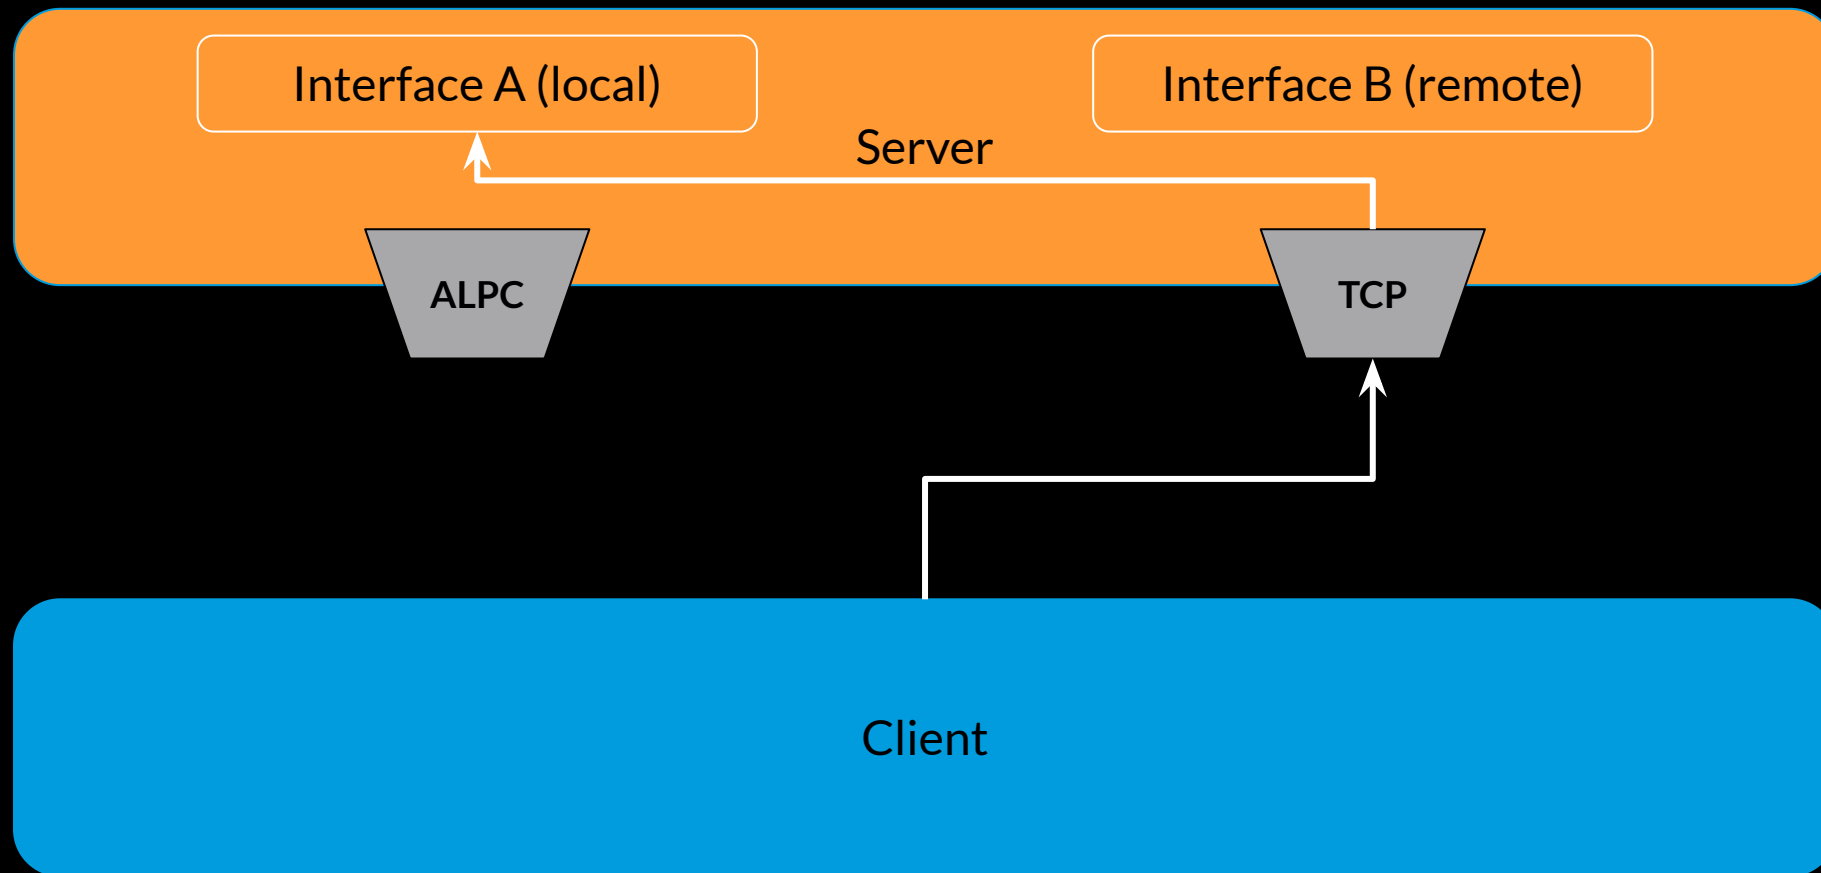 Interface A (local)
Interface B (remote)
Server
ALPC
TCP
Client